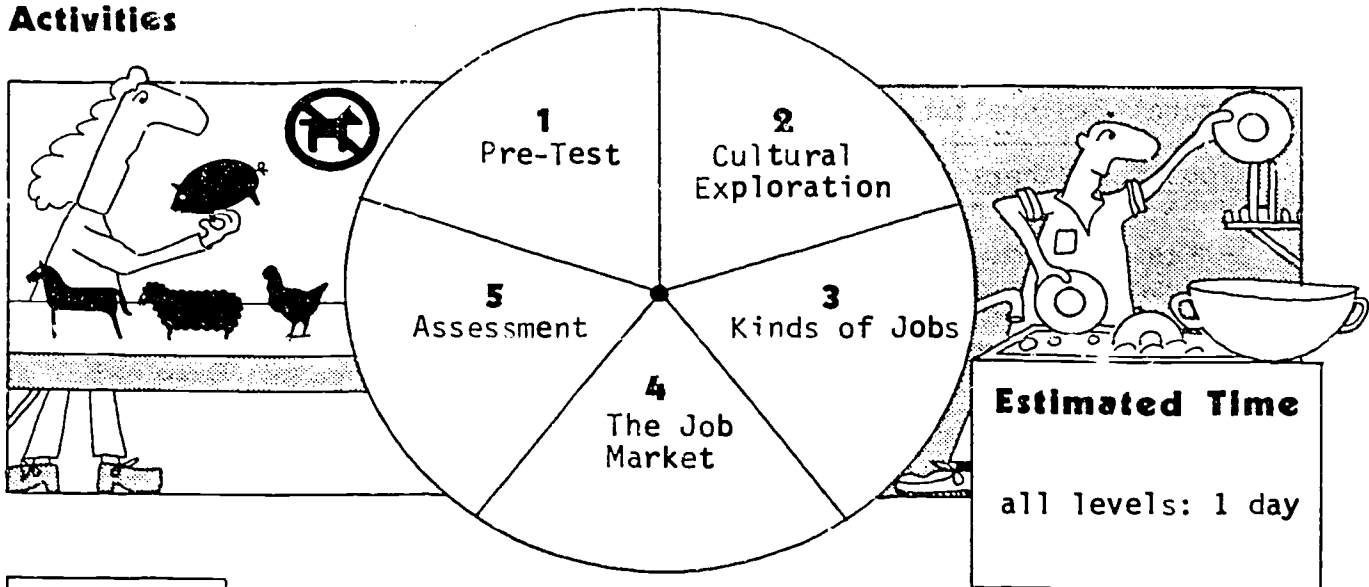 Activities
1
Pre-Test
2
Cultural
Exploration
3
Kinds of Jobs
4
The Job
Market
5
Assessment
Estimated Time
all levels: 1 day